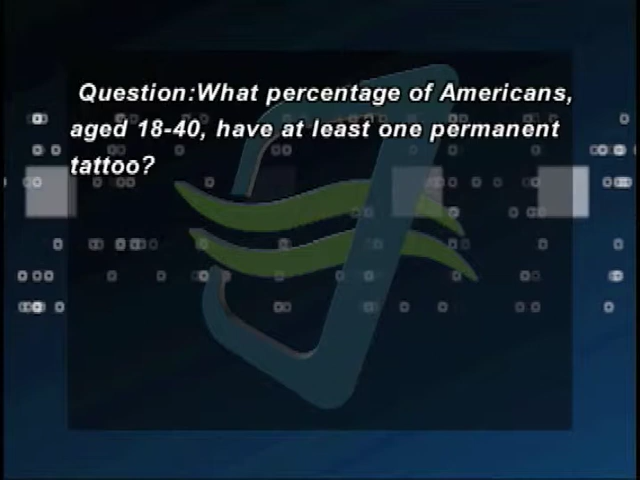 Question:What percentage of Americans,
aged 18-40, have at least one permanent
tattoo?